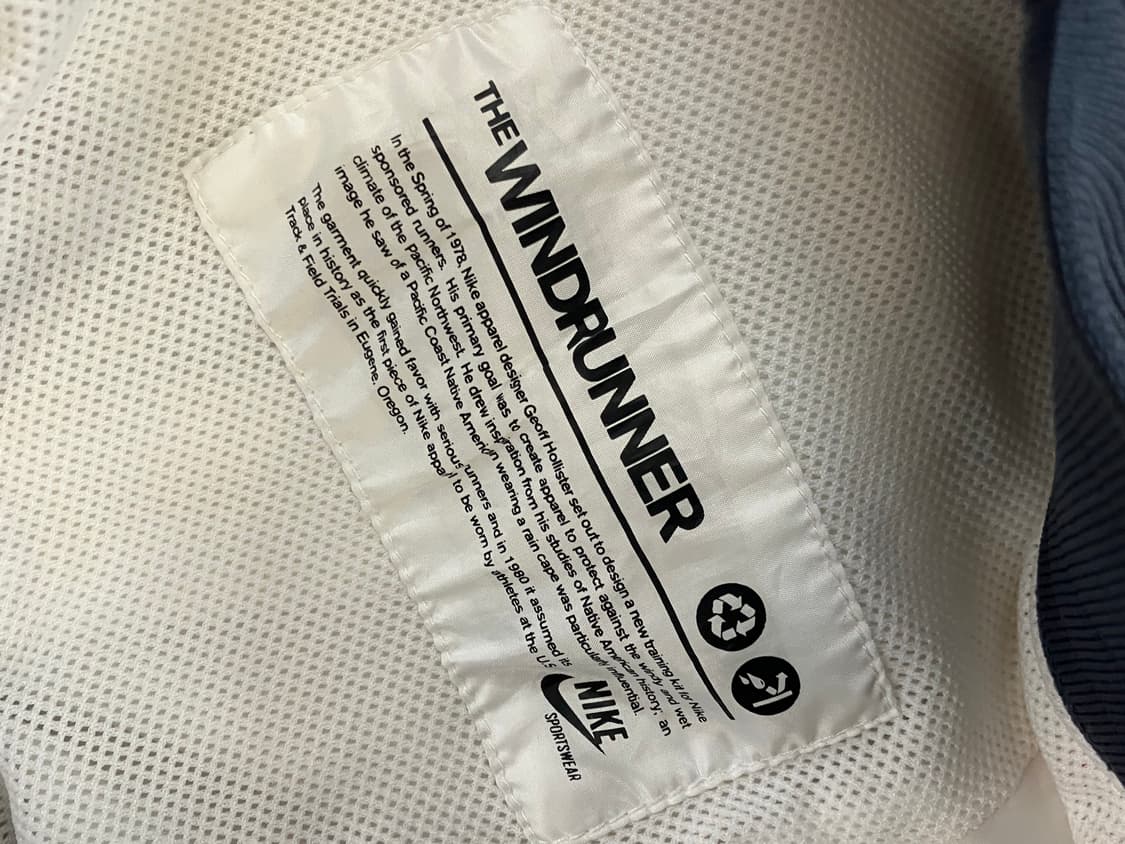 THE WINDRUNNER
In the Spring of 1978, Nike apparel designer Geoff Hollister set out to design a new training kit for Nike
sponsored runners. His primary goal was to create apparel to protect against the windy and wet
climate of the Pacific Northwest. He drew inspiration from his studies of Native American history; an
image he saw of a Pacific Coast Native American wearing a rain cape was particularly influential.
The garment quickly gained favor with serious runners and in 1980 it assumed its
place in history as the first piece of Nike apparel to be worn by athletes at the U.S.
Track & Field Trials in Eugene, Oregon.
NIKE
SPORTSWEAR